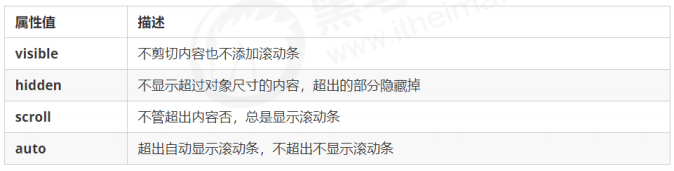 属性值 描述
visible 不剪切内容也不添加滚动条
hidden 不显示超过对象尺寸的内容，超出的部分隐藏掉
scroll 不管超出内容否，总是显示滚动条
auto 超出自动显示滚动条，不超出不显示滚动条